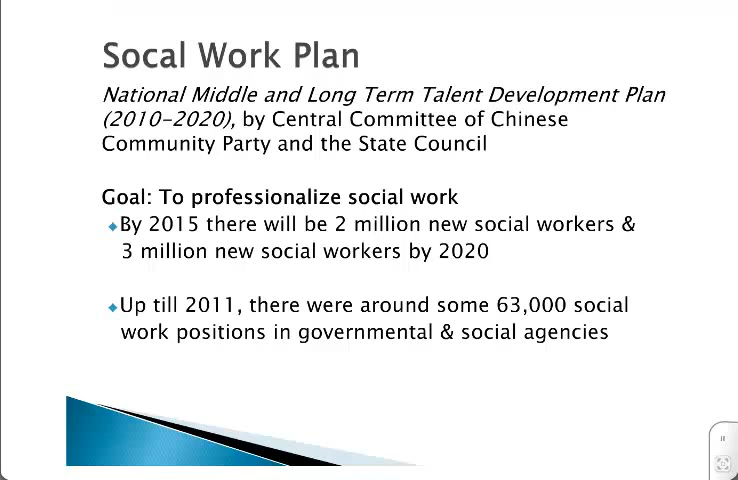 Socal Work Plan
National Middle and Long Term Talent Development Plan
(2010-2020), by Central Committee of Chinese
Community Party and the State Council
Goal: To professionalize social work
By 2015 there will be 2 million new social workers &
3 million new social workers by 2020
Up till 2011, there were around some 63,000 social
work positions in governmental & social agencies